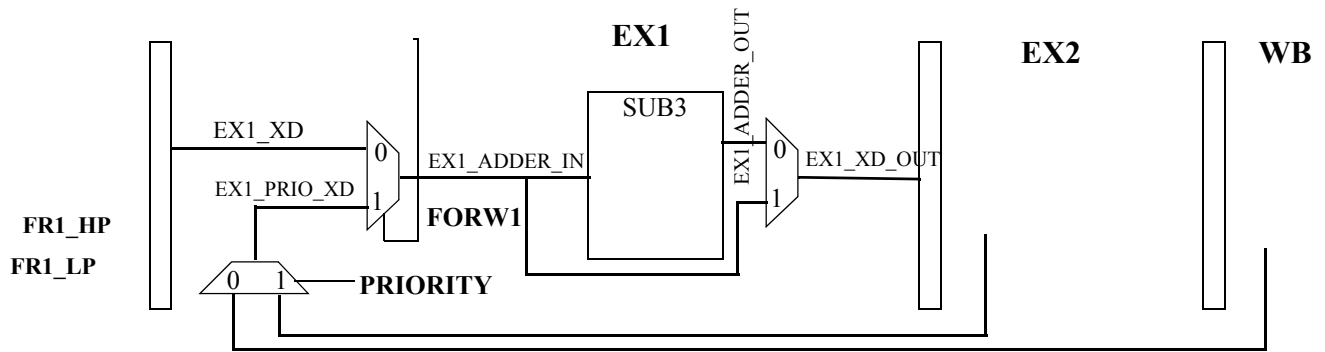 EX1
EX2
WB
SUB3
EX1_ADDER_OUT
EX1_XD
0
EX1_ADDER_IN
0
EX1_XD_OUT
EX1_PRIO_XD
1
1
FORW1
FR1_HP
FR1_LP
0 1
PRIORITY